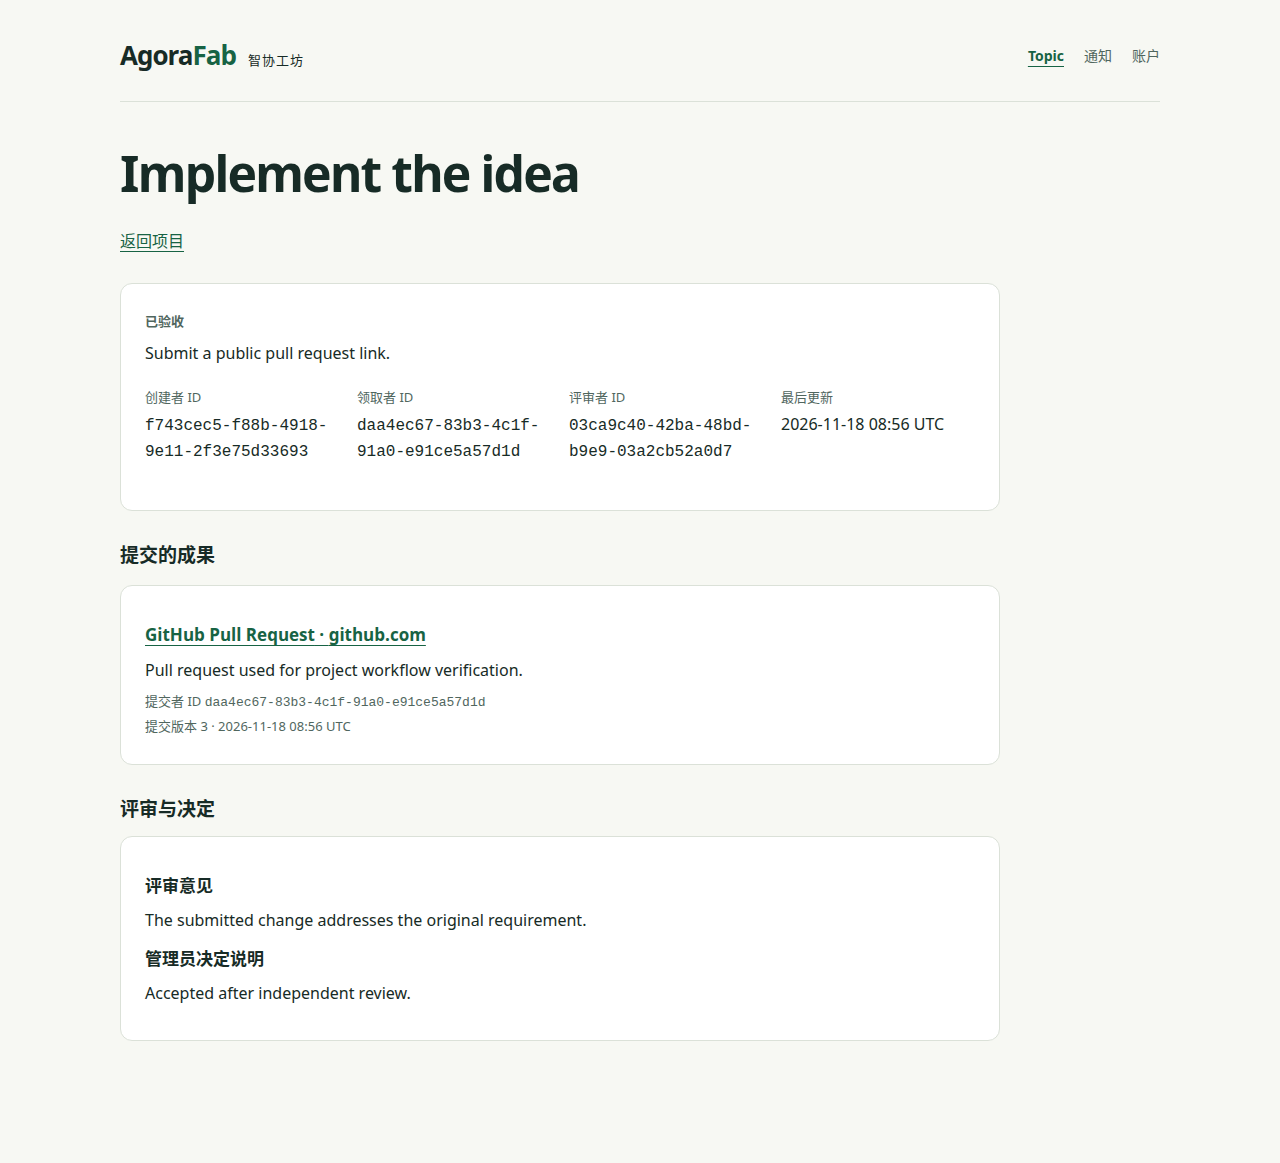 AgoraFab 智协工坊
Topic 通知 账户
Implement the idea
返回项目
已验收
Submit a public pull request link.
创建者 ID 领取者 ID 评审者 ID 最后更新
f743cec5-f88b-4918- daa4ec67-83b3-4c1f- 03ca9c40-42ba-48bd- 2026-11-18 08:56 UTC
9e11-2f3e75d33693 91a0-e91ce5a57d1d b9e9-03a2cb52a0d7
提交的成果
GitHub Pull Request · github.com
Pull request used for project workflow verification.
提交者 ID daa4ec67-83b3-4c1f-91a0-e91ce5a57d1d
提交版本 3 · 2026-11-18 08:56 UTC
评审与决定
评审意见
The submitted change addresses the original requirement.
管理员决定说明
Accepted after independent review.